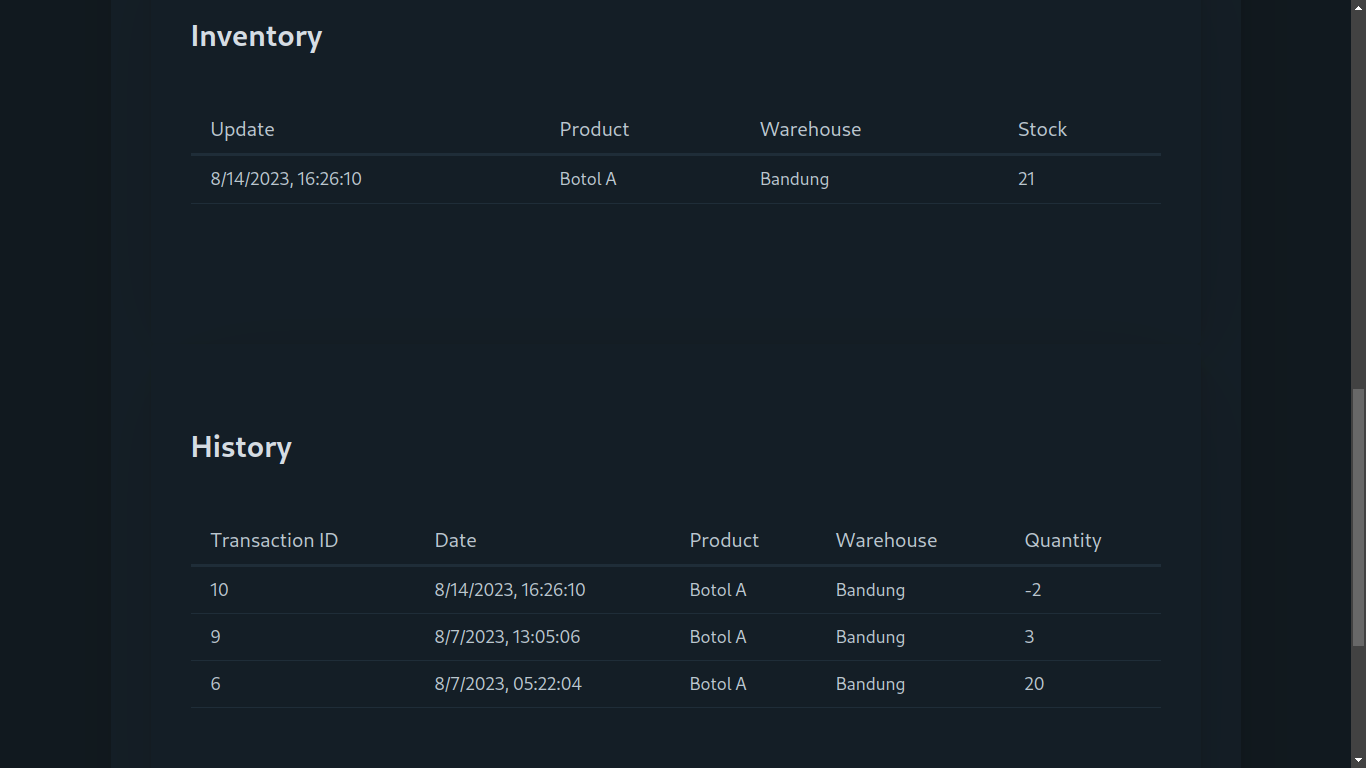 Inventory
Update Product Warehouse Stock
8/14/2023, 16:26:10 Botol A Bandung 21
History
Transaction ID Date Product Warehouse Quantity
10 8/14/2023, 16:26:10 Botol A Bandung -2
9 8/7/2023, 13:05:06 Botol A Bandung 3
6 8/7/2023, 05:22:04 Botol A Bandung 20